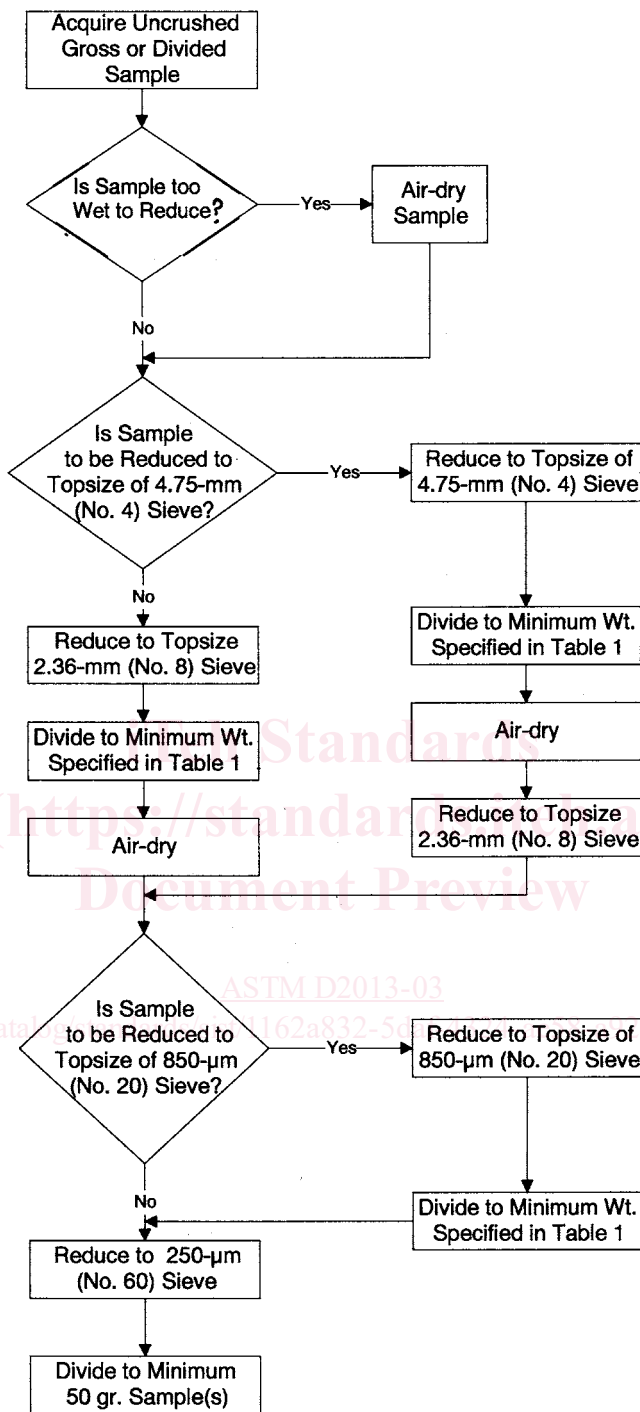 Acquire Uncrushed
Gross or Divided
Sample
Is Sample too
Wet to Reduce?
Yes
Air-dry
Sample
No
Is Sample
to be Reduced to
Topsize of 4.75-mm
(No. 4) Sieve?
Yes
Reduce to Topsize of
4.75-mm (No. 4) Sieve
No
Reduce to Topsize
2.36-mm (No. 8) Sieve
Divide to Minimum Wt.
Specified in Table 1
Divide to Minimum Wt.
Specified in Table 1
Air-dry
Air-dry
Reduce to Topsize
2.36-mm (No. 8) Sieve
Standards
https://standards.iteh.a
Document Preview
ASTM D2013-03
Is Sample
to be Reduced to
Topsize of 850-µm
(No. 20) Sieve?
Yes
Reduce to Topsize of
850-µm (No. 20) Sieve
No
Divide to Minimum Wt.
Specified in Table 1
Reduce to 250-µm
(No. 60) Sieve
Divide to Minimum
50 gr. Sample(s)